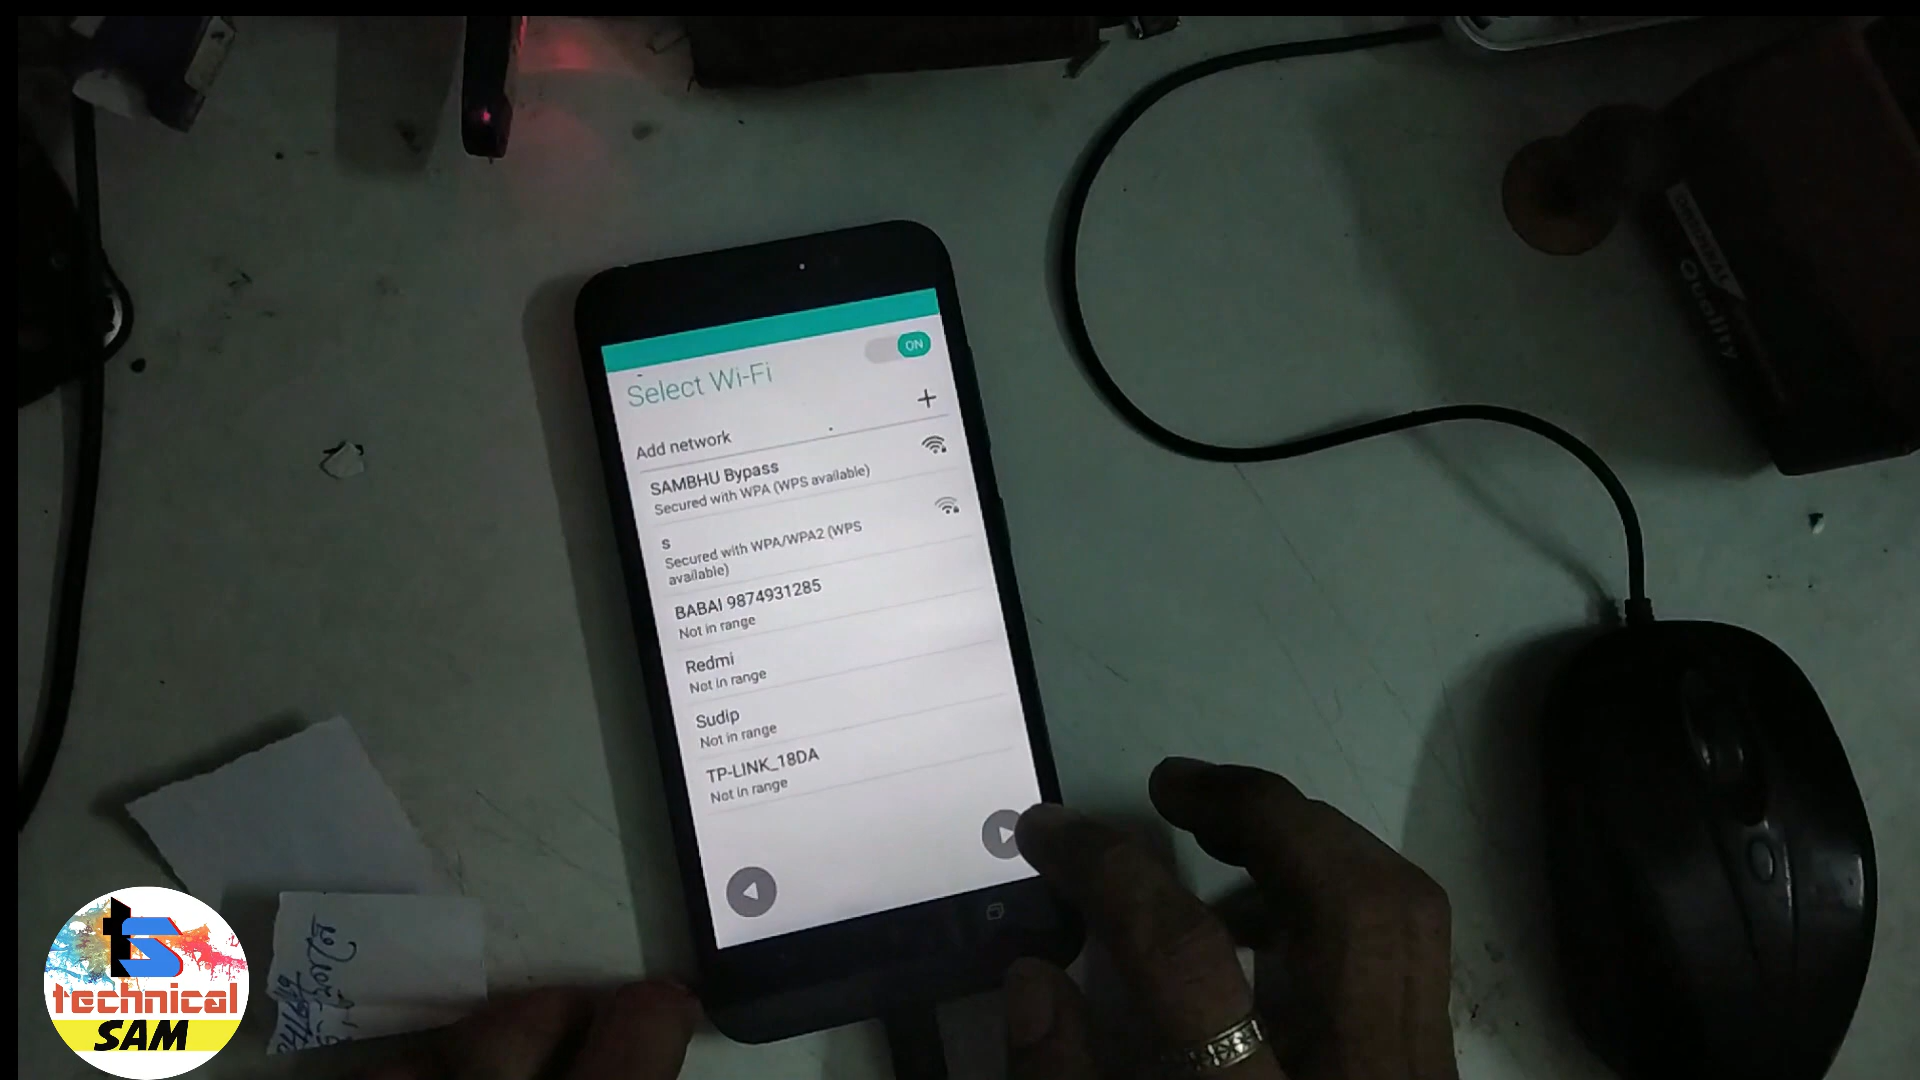 ORIGINAL
Quality
ON
Select Wi-Fi
Add network
SAMBHU Bypass
Secured with WPA (WPS available)
s
Secured with WPA/WPA2 (WPS
available)
BABAI 9874931285
Not in range
Redmi
Not in range
Sudip
Not in range
TP-LINK_18DA
Not in range
ts
technical
SAM